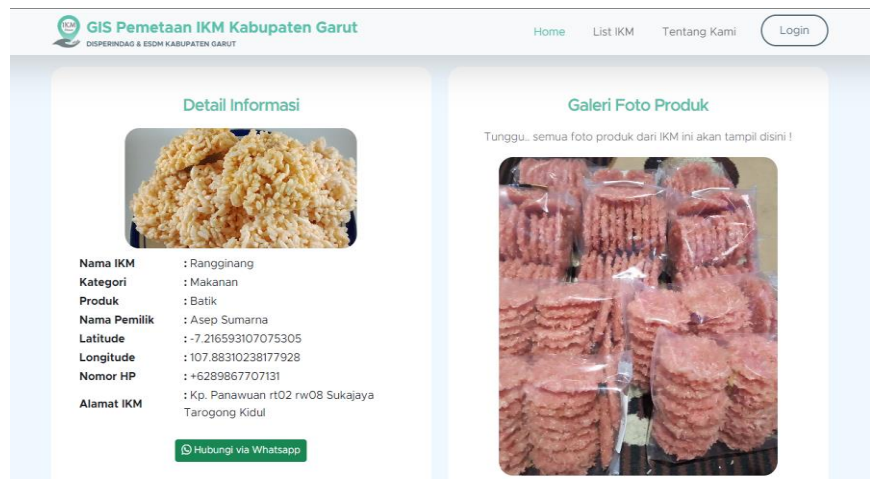 IKM
GIS Pemetaan IKM Kabupaten Garut
DISPERINDAG & ESDM KABUPATEN GARUT
Home
List IKM
Tentang Kami
Login
Detail Informasi
Nama IKM : Rangginang
Kategori : Makanan
Produk : Batik
Nama Pemilik : Asep Sumarna
Latitude : -7.216593107075305
Longitude : 107.88310238177928
Nomor HP : +6289867707131
Alamat IKM : Kp. Panawuan rt02 rw08 Sukajaya
Tarogong Kidul
Hubungi via Whatsapp
Galeri Foto Produk
Tunggu.. semua foto produk dari IKM ini akan tampil disini !